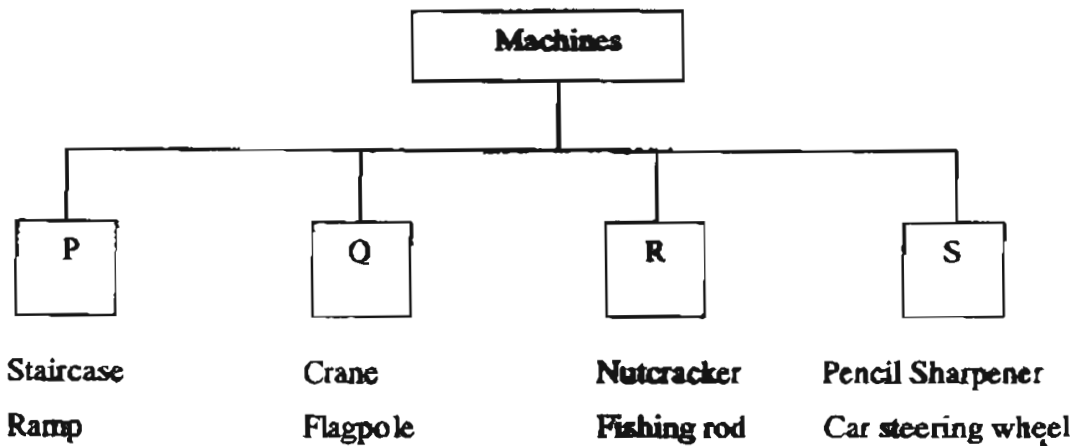 Machines
P Q R S
Staircase Crane Nutcracker Pencil Sharpener
Ramp Flagpole Fishing rod Car steering wheel